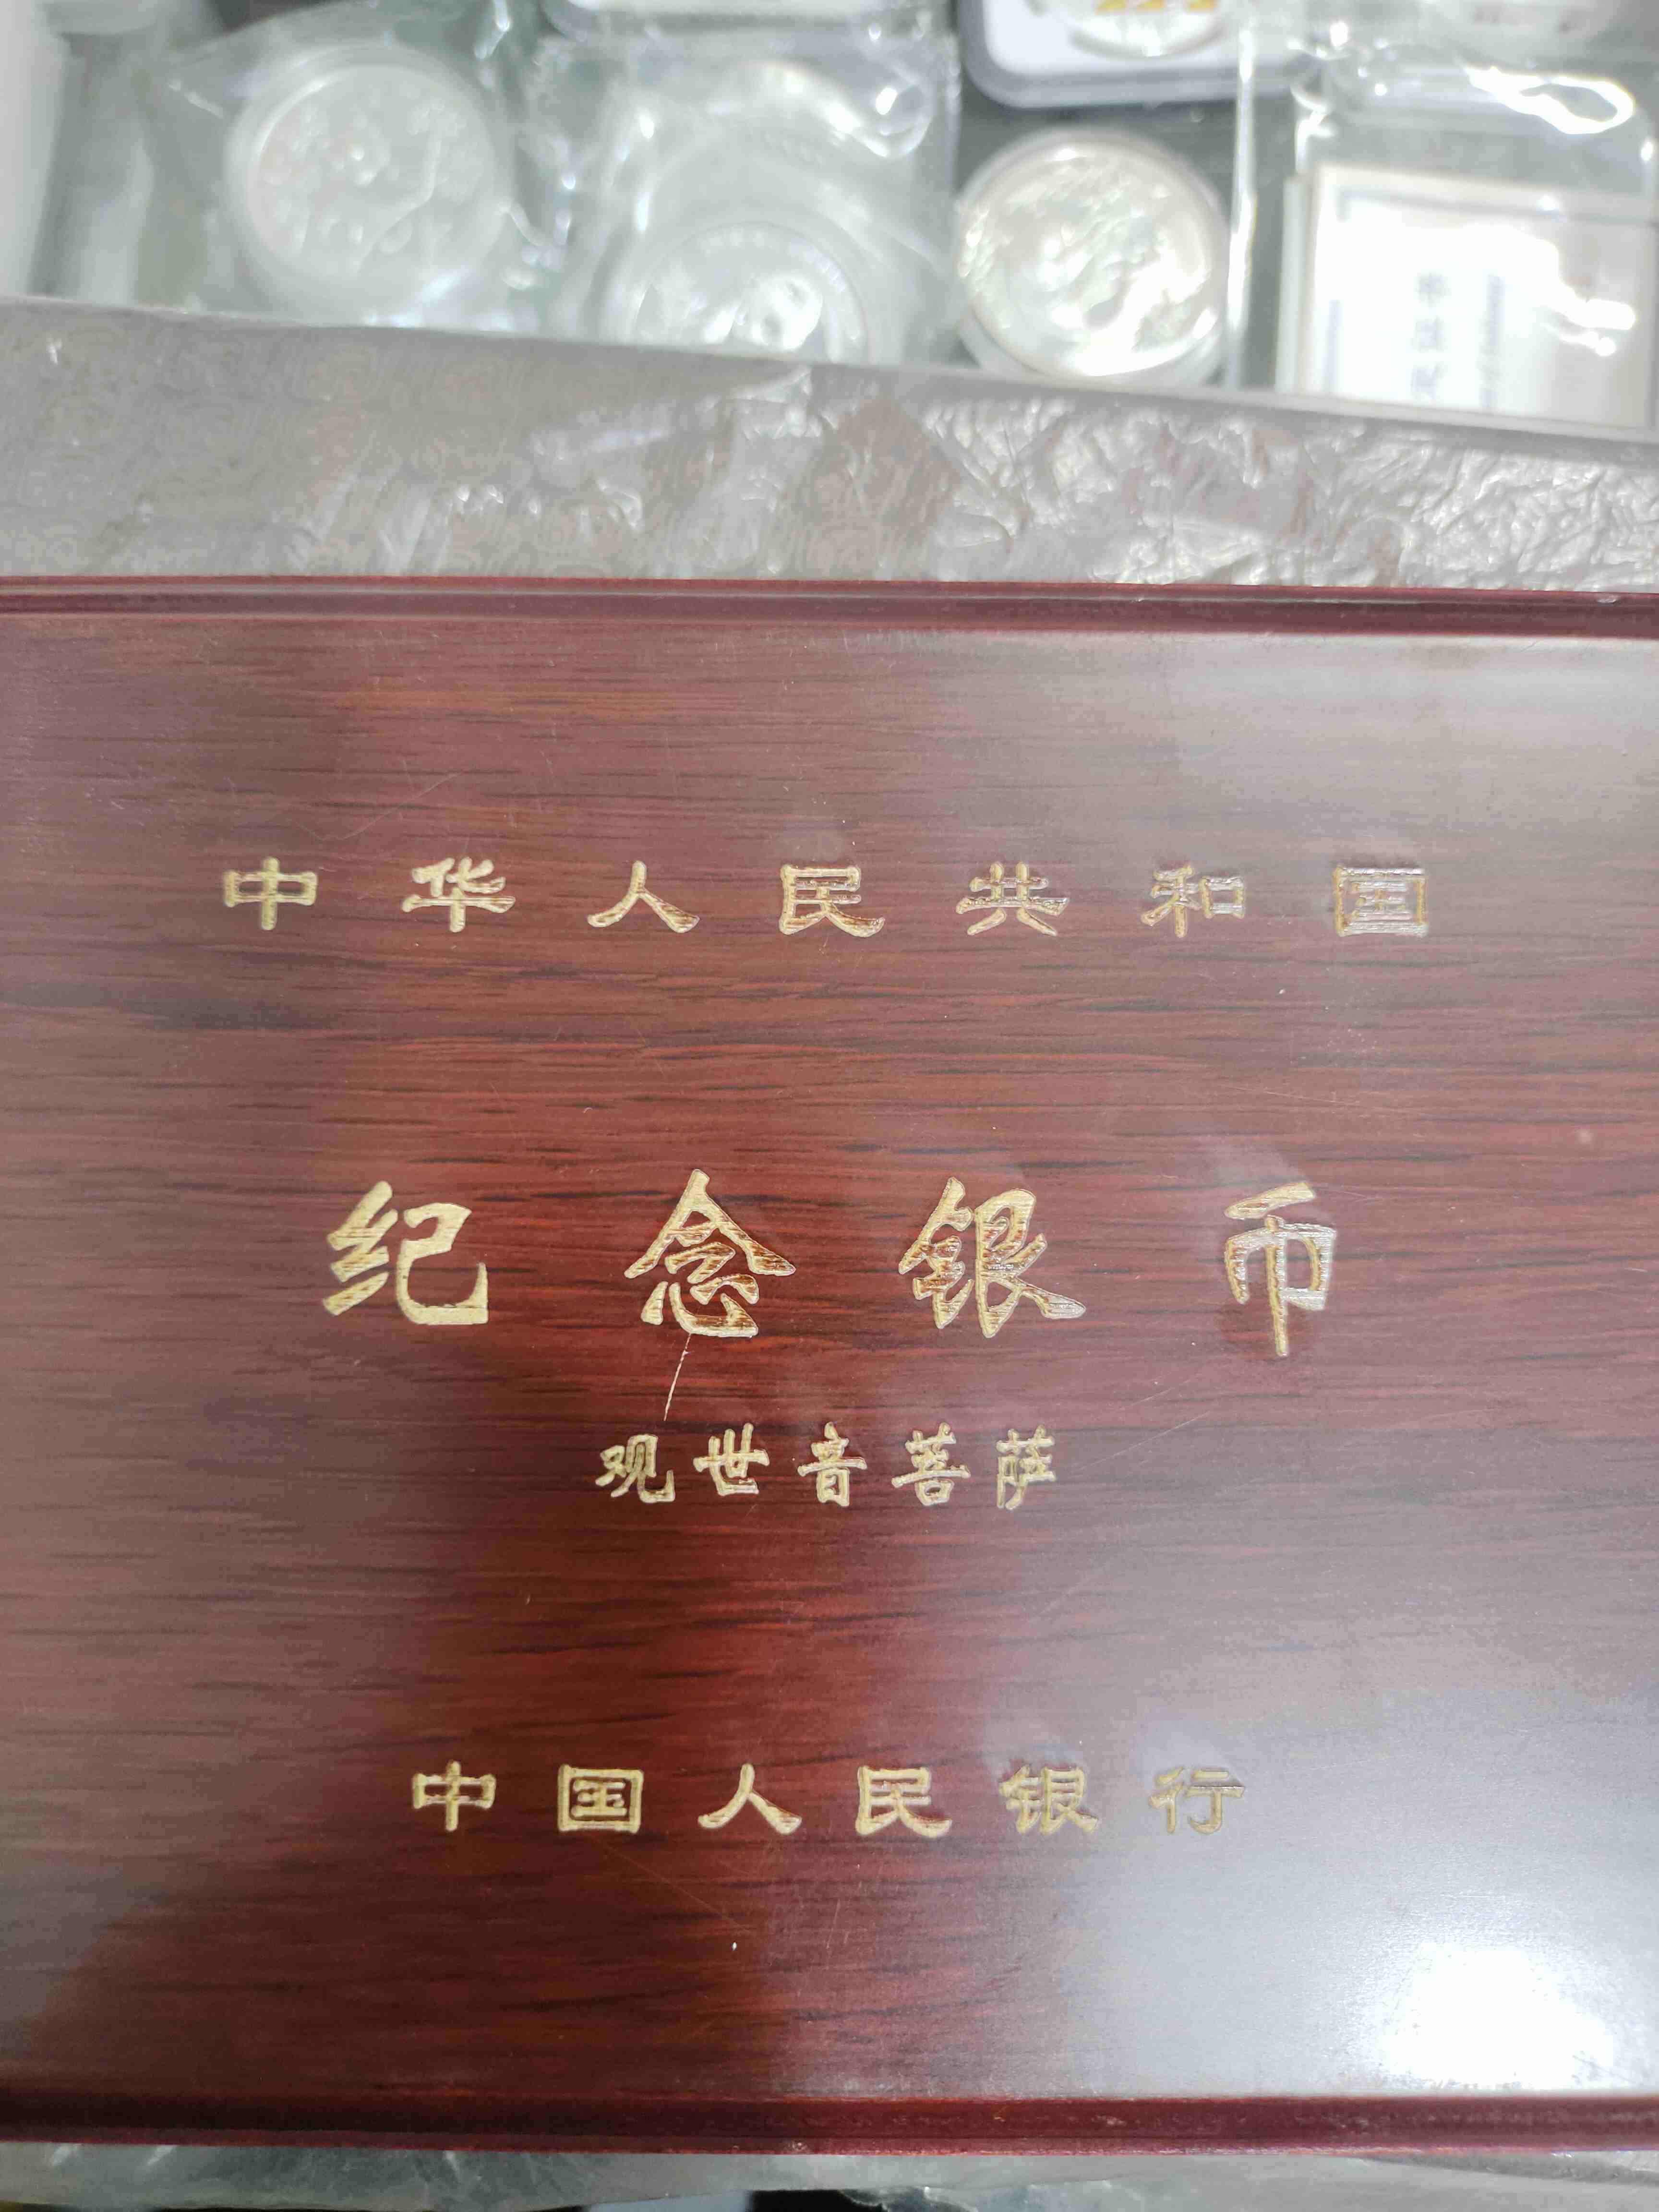 中华人民共和国
纪念银币
观世音菩萨
中国人民银行